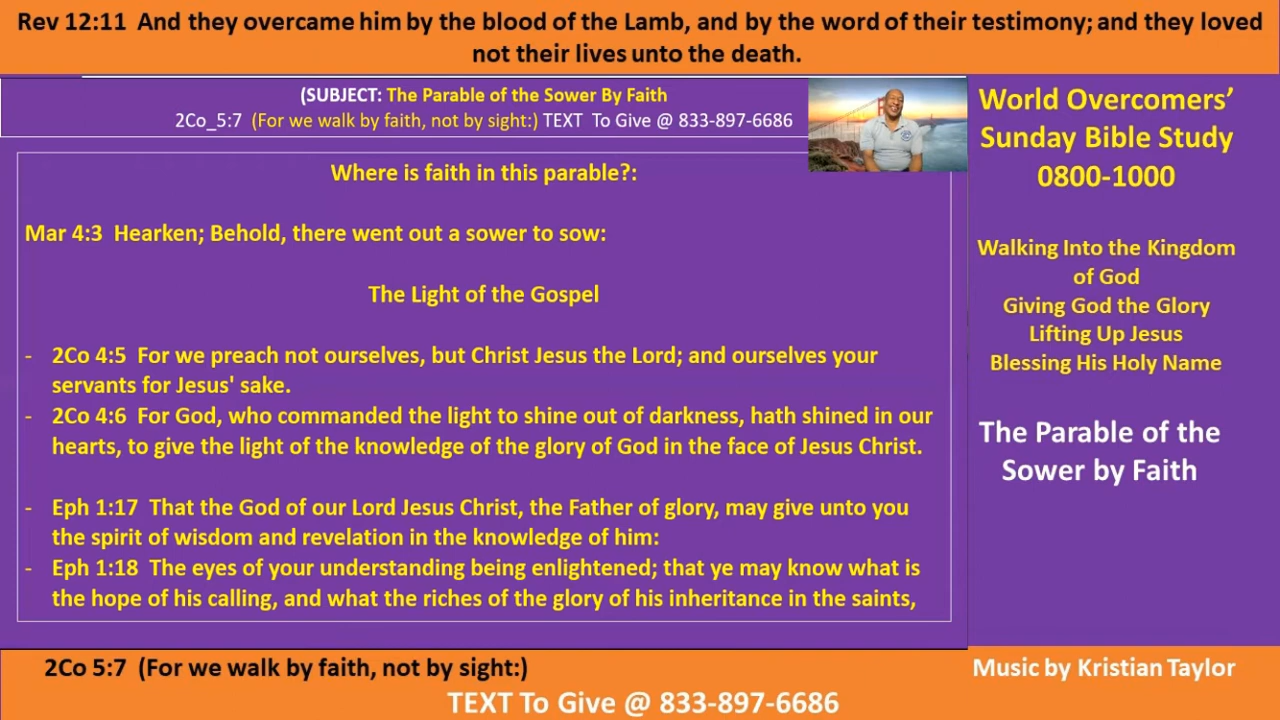 Rev 12:11 And they overcame him by the blood of the Lamb, and by the word of their testimony; and they loved
not their lives unto the death.
(SUBJECT: The Parable of the Sower By Faith
2Co_5:7 (For we walk by faith, not by sight:) TEXT To Give @ 833-897-6686
Where is faith in this parable?:
Mar 4:3 Hearken; Behold, there went out a sower to sow:
The Light of the Gospel
- 2Co 4:5 For we preach not ourselves, but Christ Jesus the Lord; and ourselves your
servants for Jesus' sake.
- 2Co 4:6 For God, who commanded the light to shine out of darkness, hath shined in our
hearts, to give the light of the knowledge of the glory of God in the face of Jesus Christ.
- Eph 1:17 That the God of our Lord Jesus Christ, the Father of glory, may give unto you
the spirit of wisdom and revelation in the knowledge of him:
- Eph 1:18 The eyes of your understanding being enlightened; that ye may know what is
the hope of his calling, and what the riches of the glory of his inheritance in the saints,
World Overcomers’
Sunday Bible Study
0800-1000
Walking Into the Kingdom
of God
Giving God the Glory
Lifting Up Jesus
Blessing His Holy Name
The Parable of the
Sower by Faith
2Co 5:7 (For we walk by faith, not by sight:)
Music by Kristian Taylor
TEXT To Give @ 833-897-6686